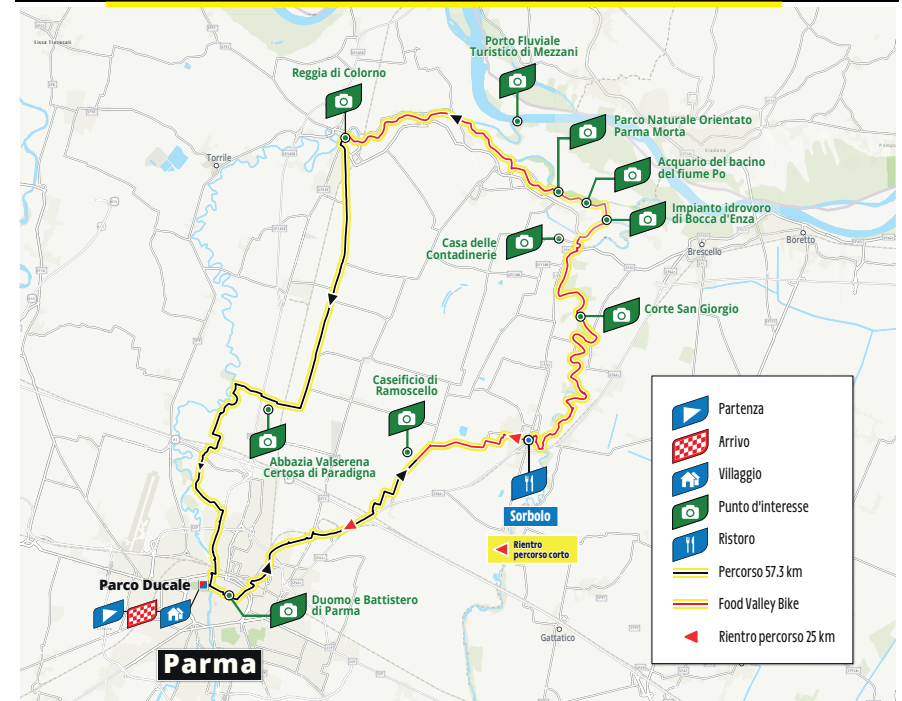 Porto Fluviale
Turistico di Mezzani
Reggia di Colorno
Parco Naturale Orientato
Parma Morta
Torrile
Acquario del bacino
del fiume Po
Impianto idrovoro
di Bocca d'Enza
Casa delle
Contadinerie
Brescello
Boretto
Corte San Giorgio
Caseificio di
Ramoscello
Abbazia Valserena
Certosa di Paradigna
Sorbolo
Rientro
percorso corto
Parco Ducale
Duomo e Battistero
di Parma
Gattatico
Parma
Partenza
Arrivo
Villaggio
Punto d'interesse
Ristoro
Percorso 57.3 km
Food Valley Bike
Rientro percorso 25 km